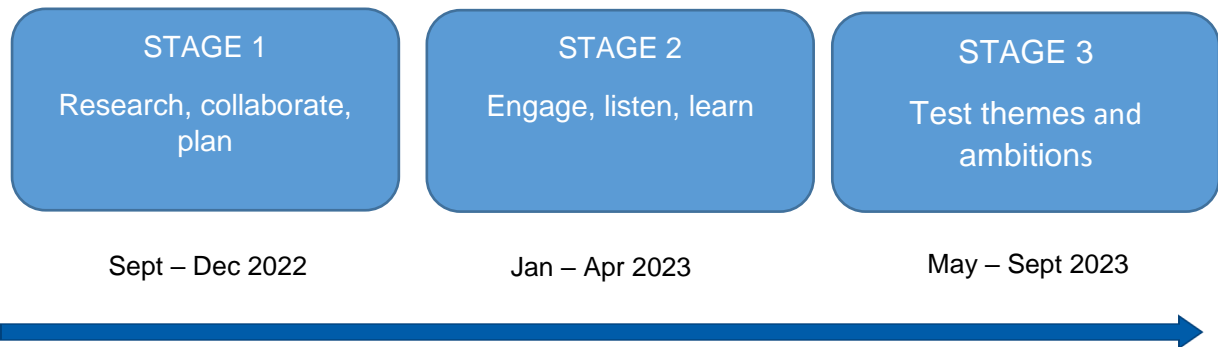 STAGE 1
Research, collaborate,
plan
STAGE 2
Engage, listen, learn
STAGE 3
Test themes and
ambitions
Sept – Dec 2022
Jan – Apr 2023
May – Sept 2023